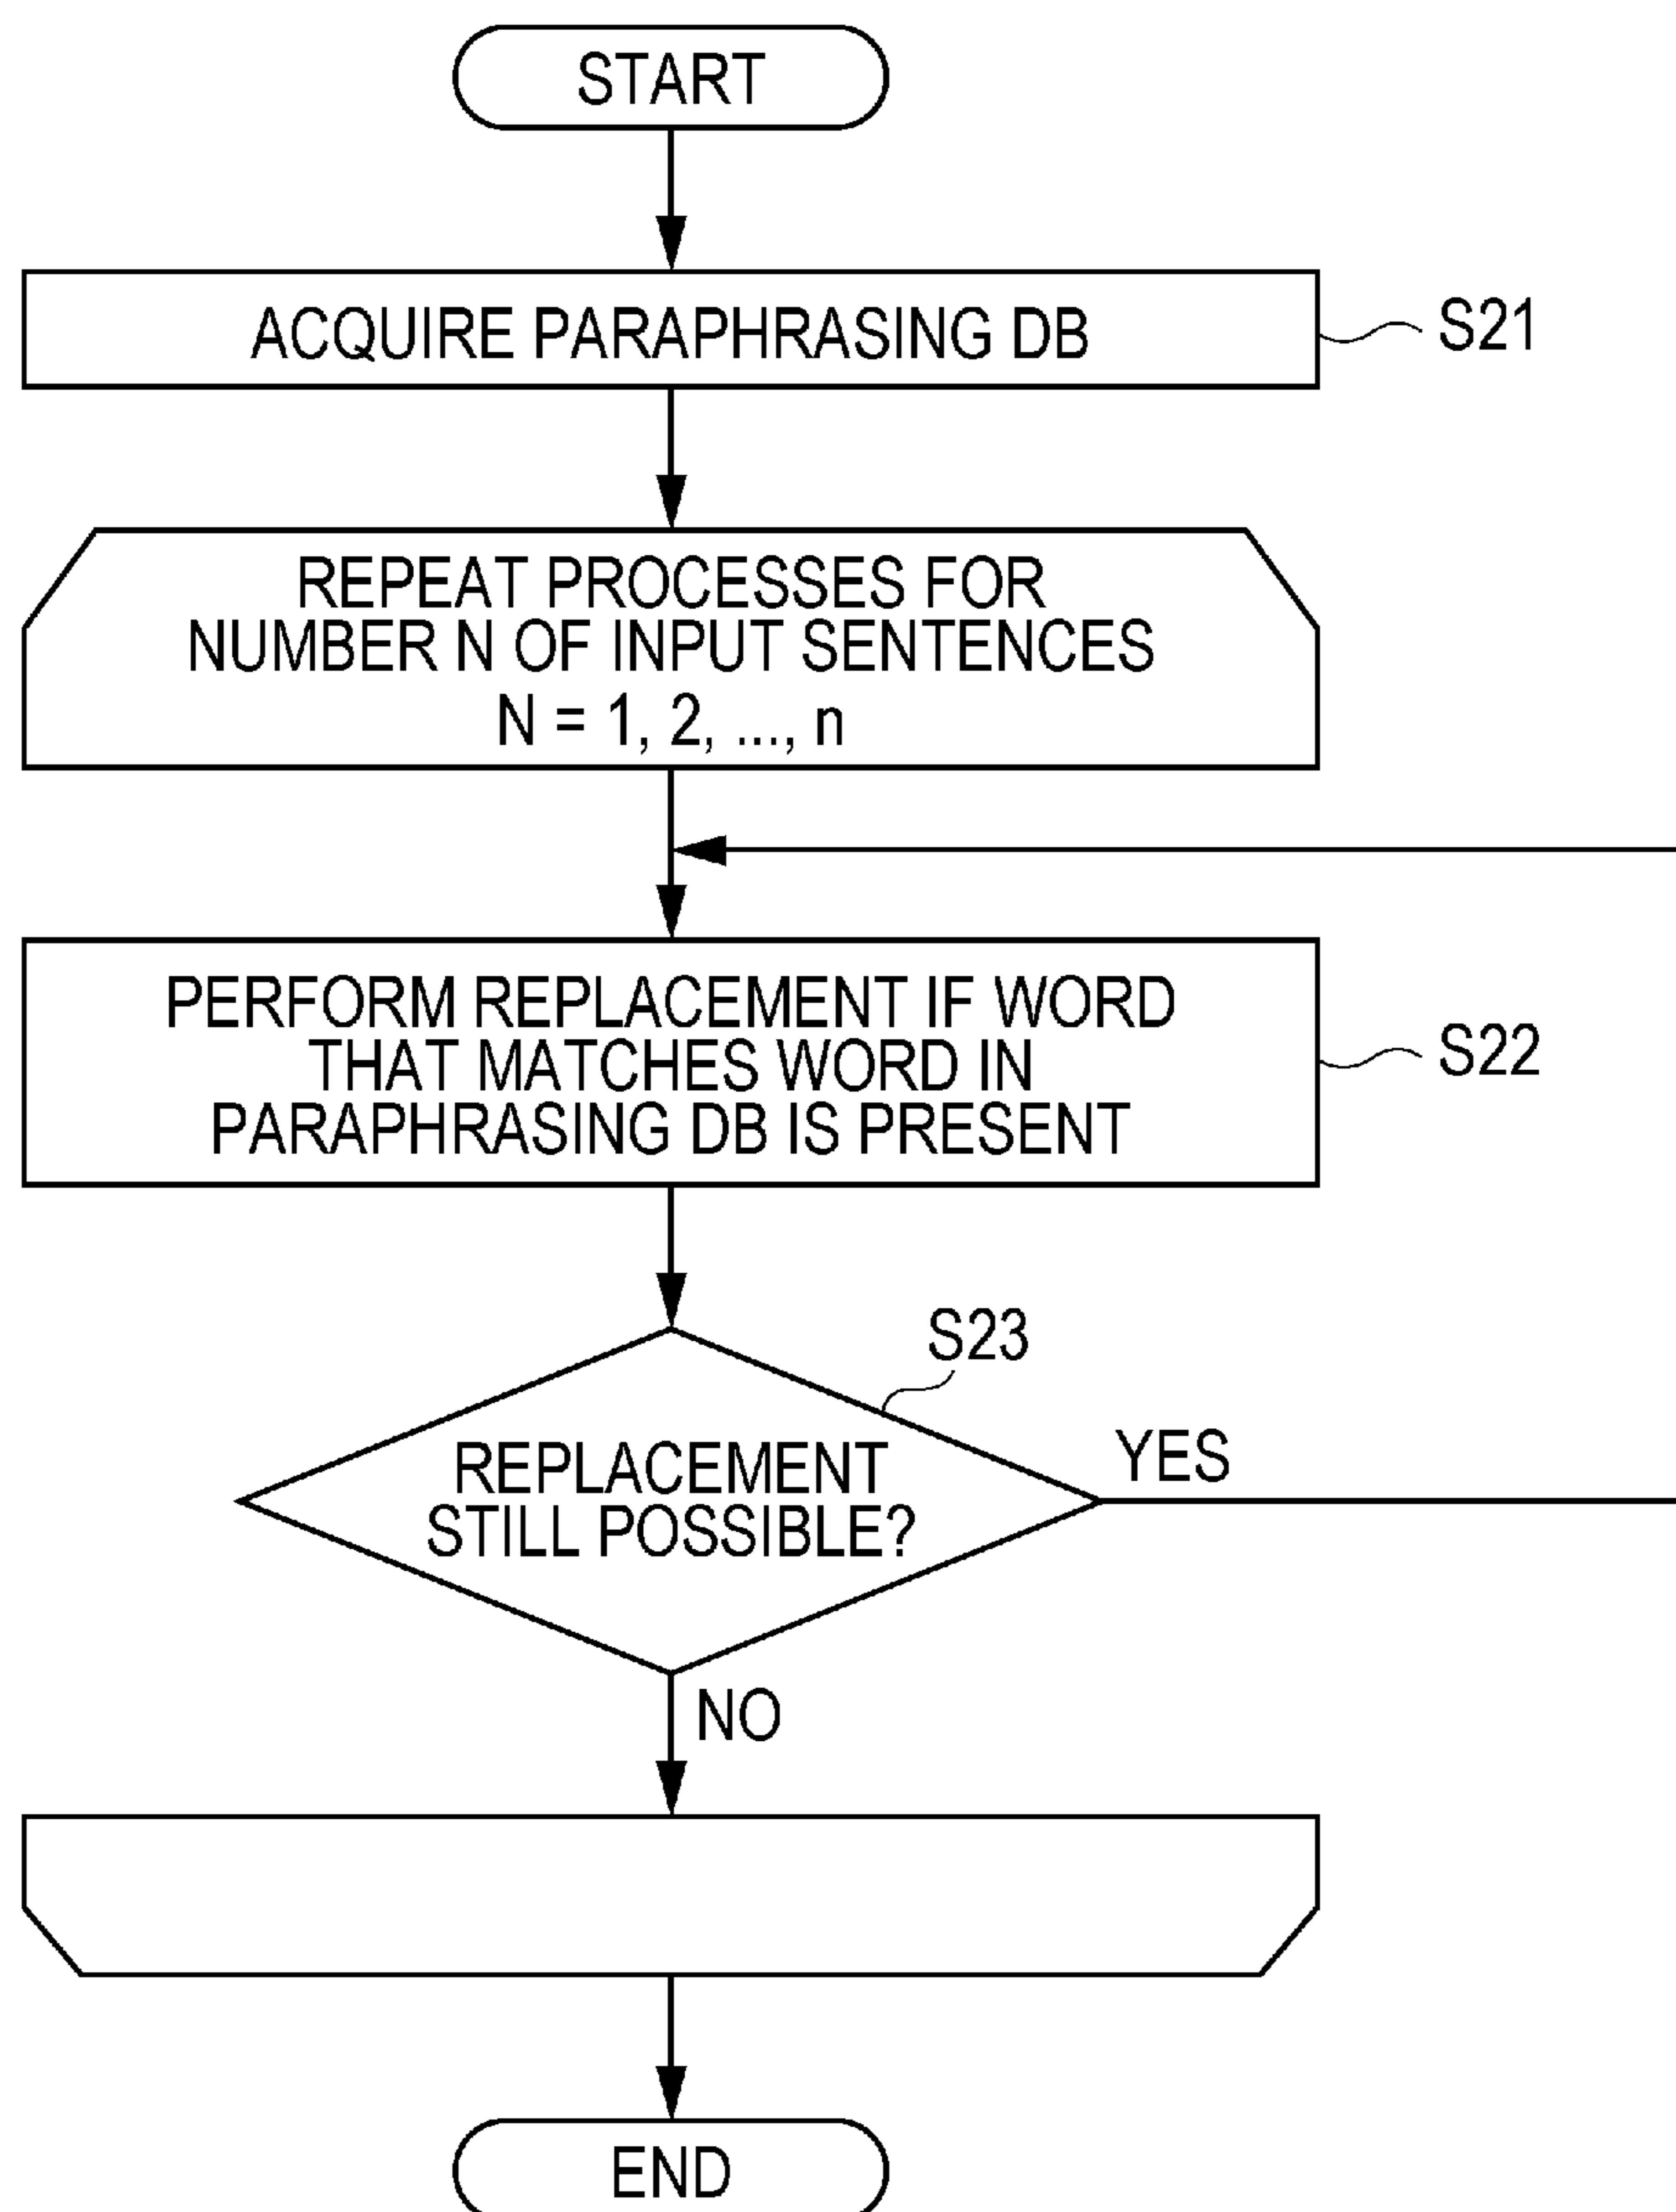 START
ACQUIRE PARAPHRASING DB
S21
REPEAT PROCESSES FOR
NUMBER N OF INPUT SENTENCES
N = 1, 2, ..., n
PERFORM REPLACEMENT IF WORD
THAT MATCHES WORD IN
PARAPHRASING DB IS PRESENT
S22
S23
REPLACEMENT
STILL POSSIBLE?
YES
NO
END